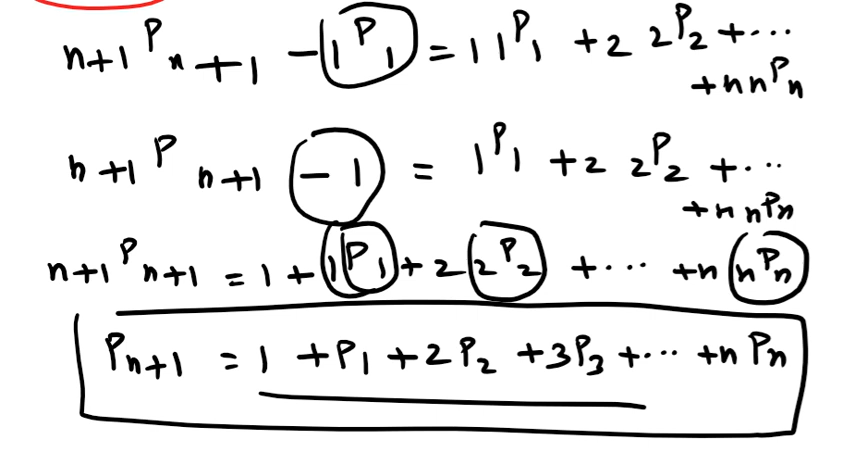 n+1 P n+1 - 1 P 1 = 1 1P1 + 2 2P2 + ...
+ n nPn
n+1 P n+1 - 1 = 1P1 + 2 2P2 + ...
+ n nPn
n+1 P n+1 = 1 + 1P1 + 2 2P2 + ... + n nPn
Pn+1 = 1 + P1 + 2P2 + 3P3 + ... + n Pn